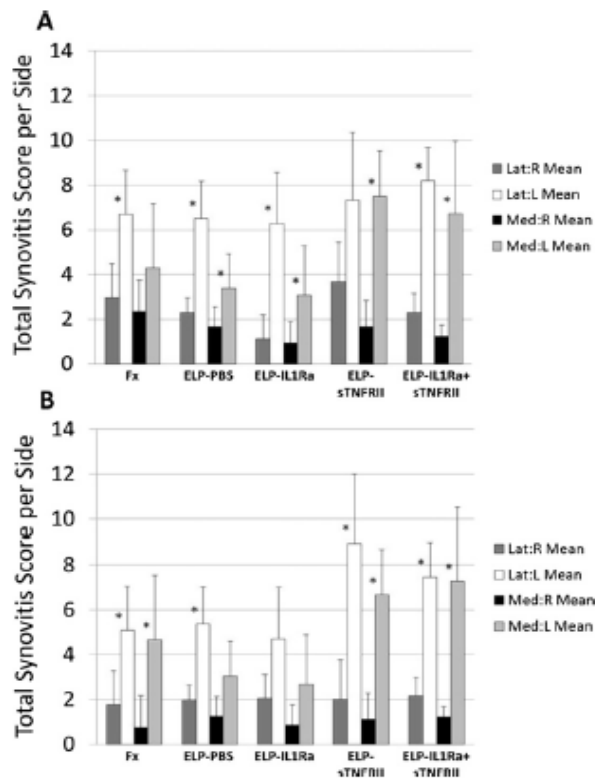 A
Total Synovitis Score per Side
14
12
10
8
6
4
2
0
*
*
*
*
*
*
*
*
Fx
ELP-PBS
ELP-IL1Ra
ELP-
sTNFRII
ELP-IL1Ra+
sTNFRII
Lat:R Mean
Lat:L Mean
Med:R Mean
Med:L Mean
B
Total Synovitis Score per Side
14
12
10
8
6
4
2
0
*
*
*
*
*
*
*
Fx
ELP-PBS
ELP-IL1Ra
ELP-
sTNFRII
ELP-IL1Ra+
sTNFRII
Lat:R Mean
Lat:L Mean
Med:R Mean
Med:L Mean